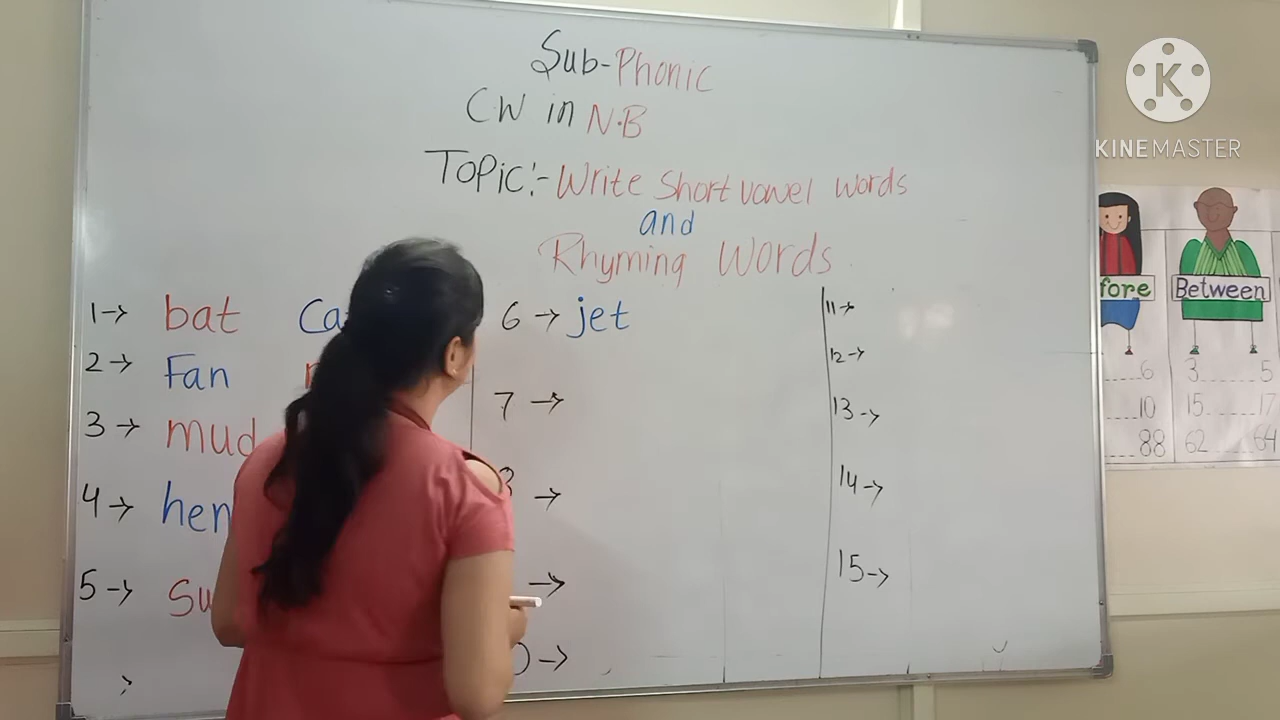 Sub-Phonic
CW in N.B
Topic:- Write Short vowel words
and
Rhyming Words
1→ bat
2→ Fan
3→ mud
4→ hen
5→
6→ jet
7→
→
→
→
11→
12→
13→
14→
15→
K
KINEMASTER
Between
6 3 5
10 15 17
88 62 64